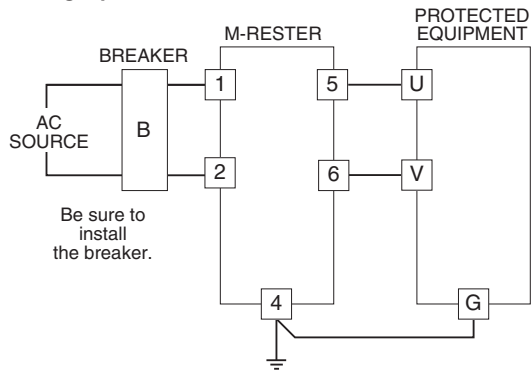 PROTECTED
EQUIPMENT
M-RESTER
BREAKER
1
5
U
AC
SOURCE
B
2
6
V
Be sure to
install
the breaker.
4
G